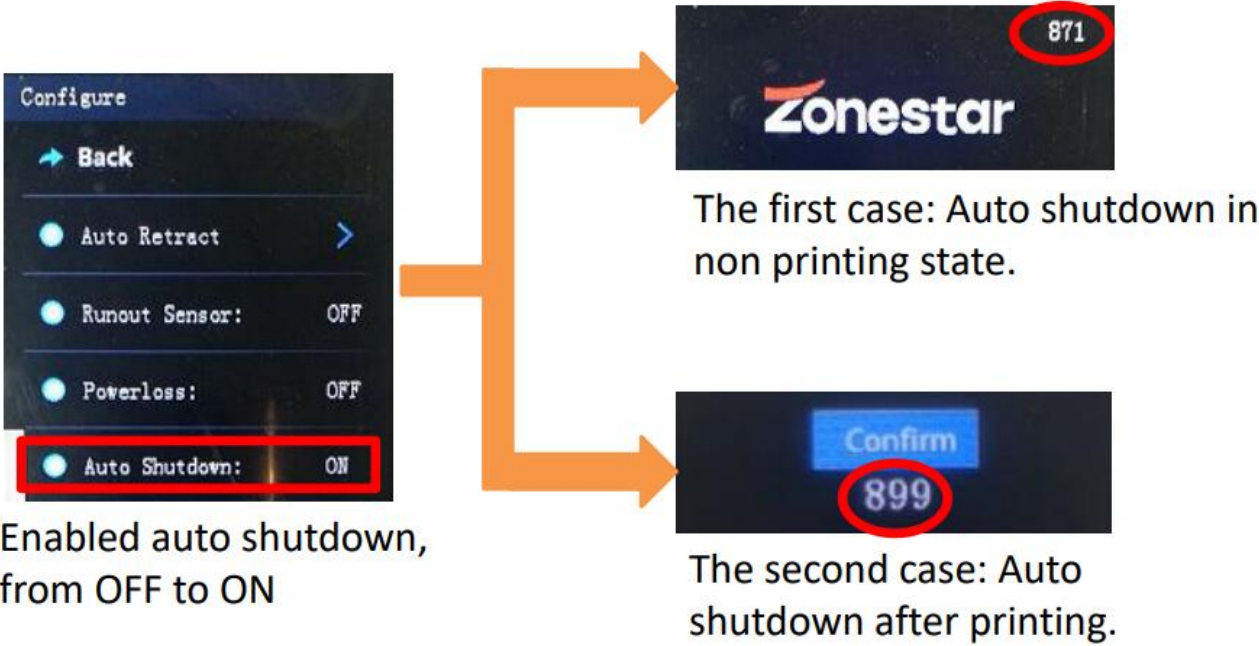 Configure
Back
Auto Retract >
Runout Sensor: OFF
Powerloss: OFF
Auto Shutdown: ON
Enabled auto shutdown,
from OFF to ON
871
zonestar
The first case: Auto shutdown in
non printing state.
Confirm
899
The second case: Auto
shutdown after printing.